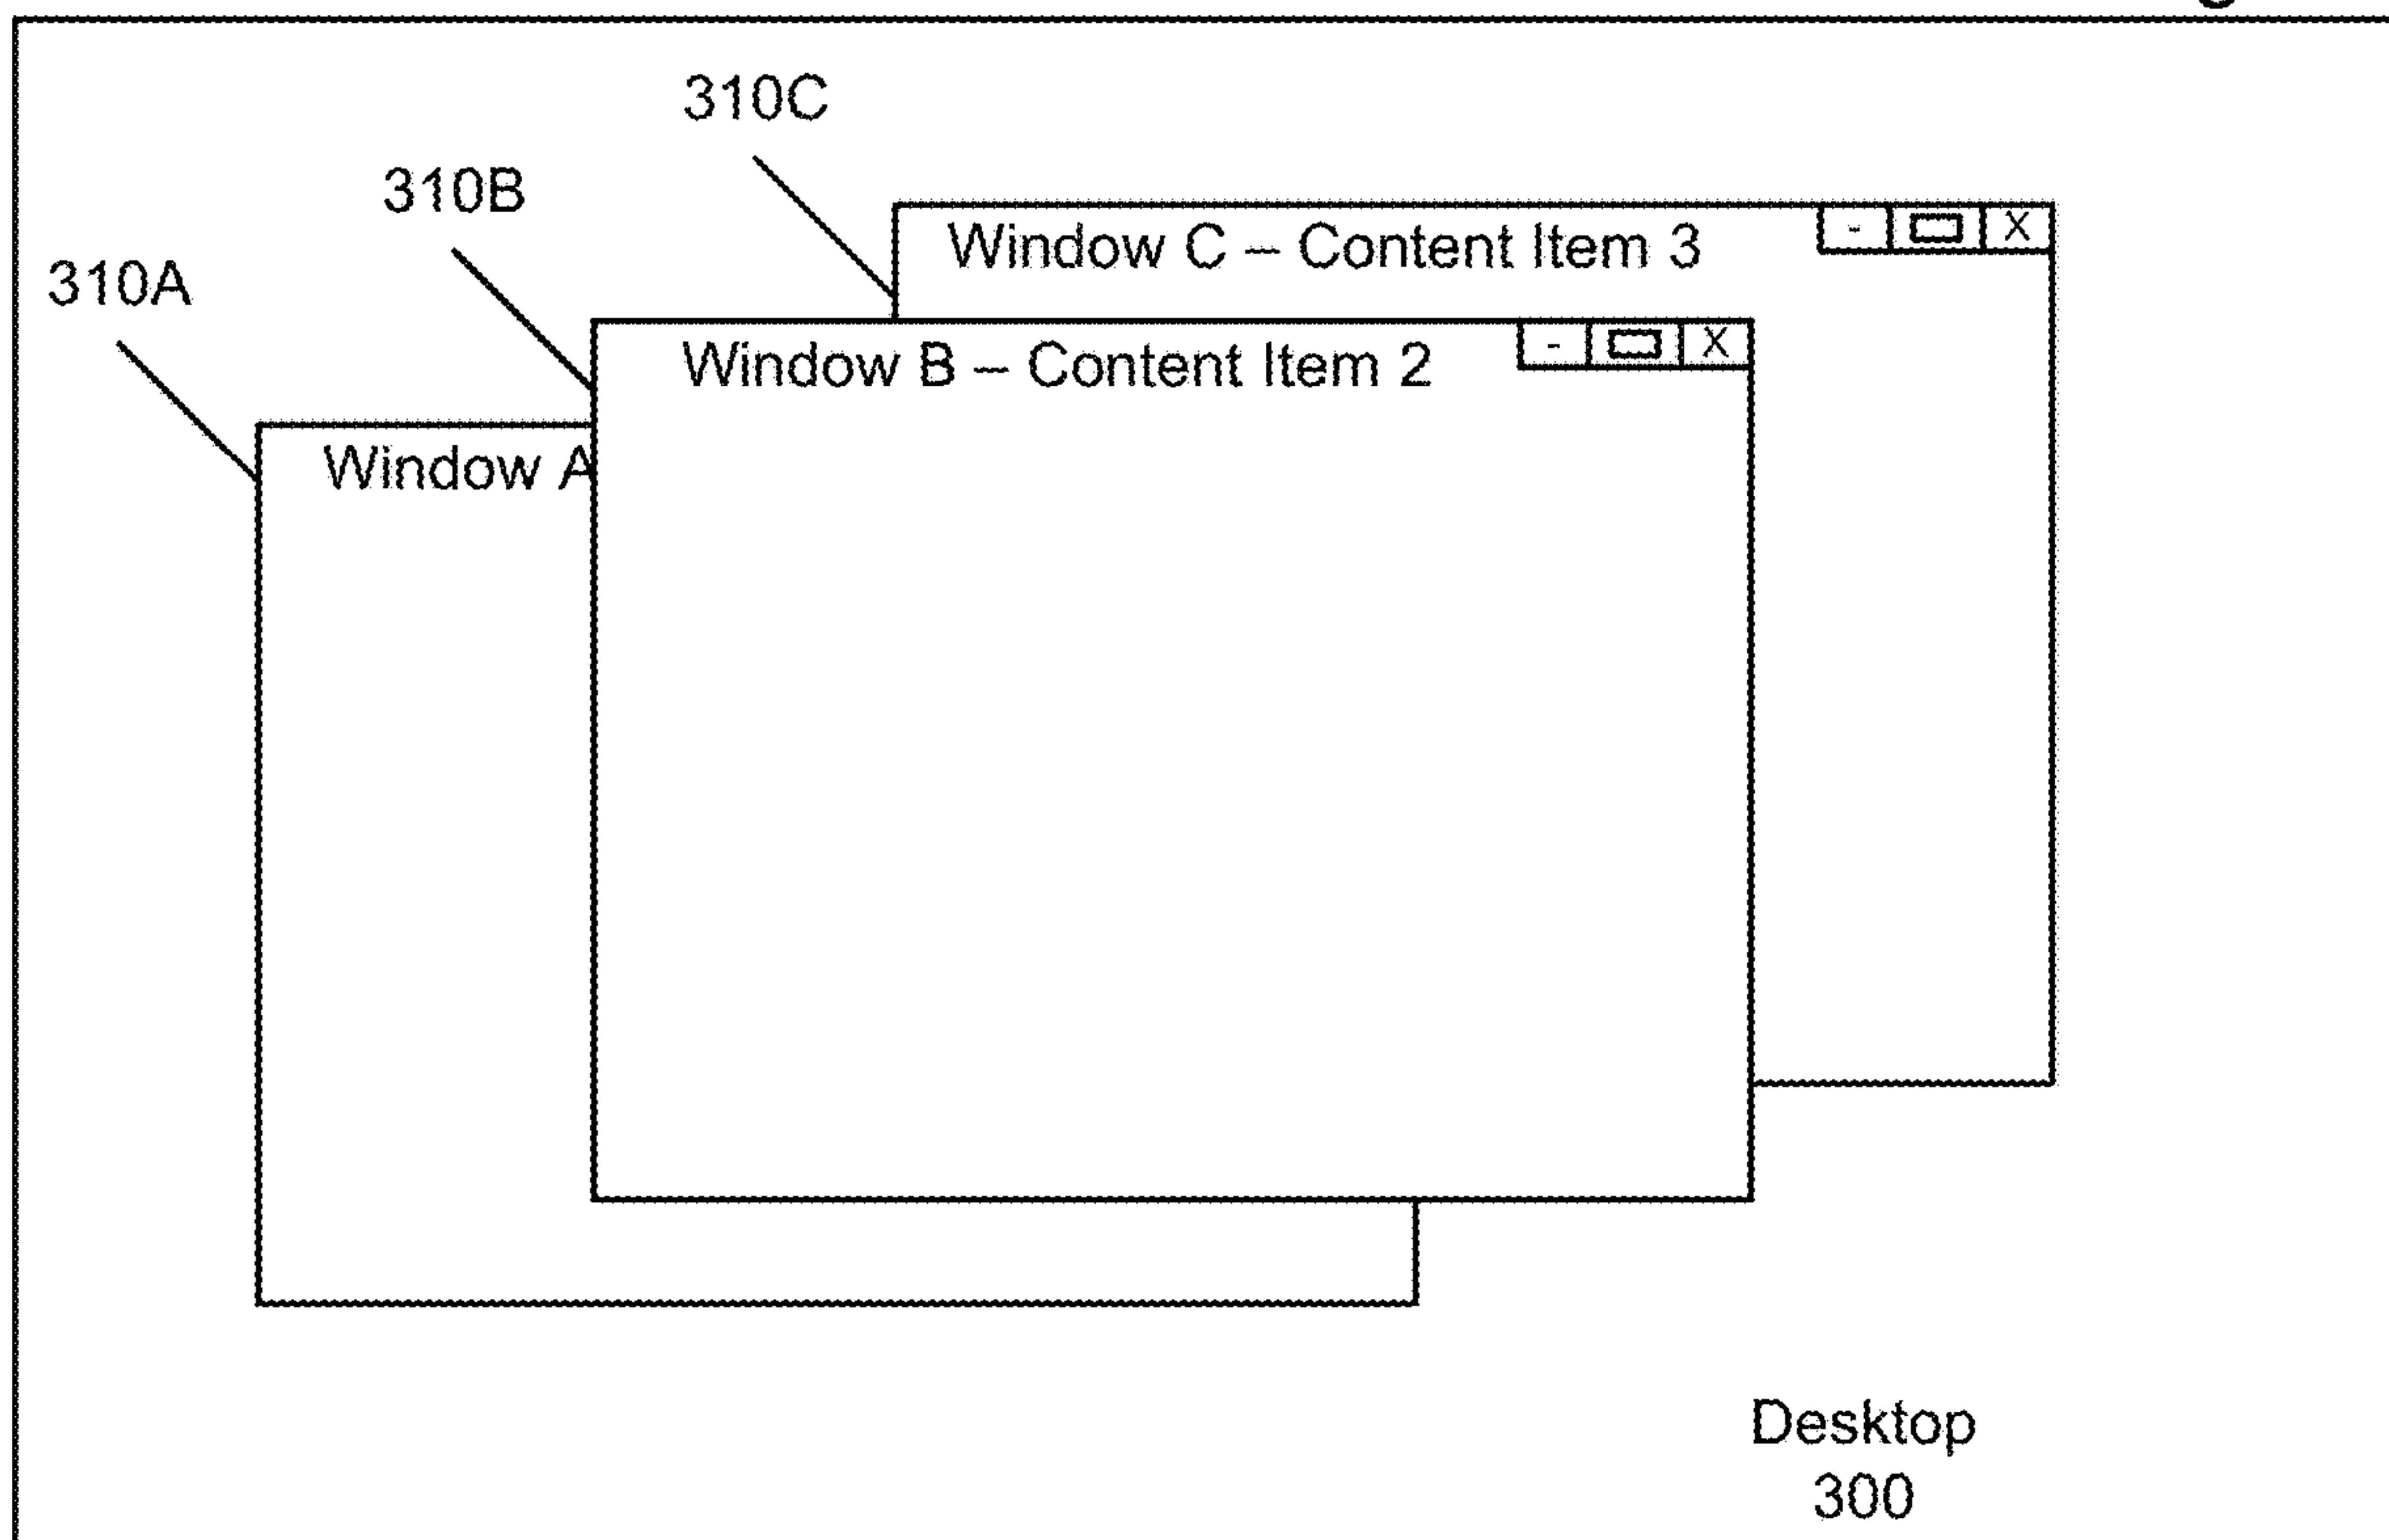 310C
310B
310A
Window C – Content Item 3
- X
Window B – Content Item 2
- X
Window A
Desktop
300